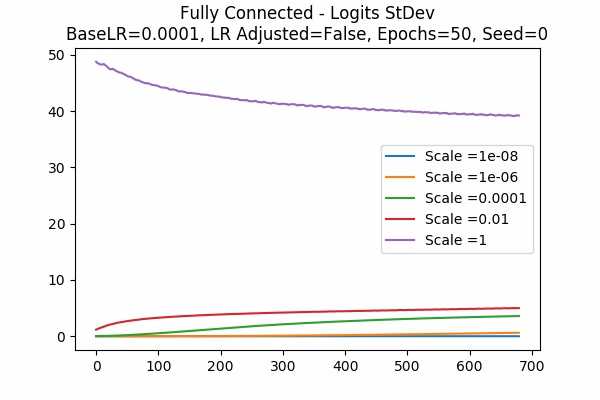 Fully Connected - Logits StDev
BaseLR=0.0001, LR Adjusted=False, Epochs=50, Seed=0
50
40
30
20
10
0
Scale =1e-08
Scale =1e-06
Scale =0.0001
Scale =0.01
Scale =1
0 100 200 300 400 500 600 700